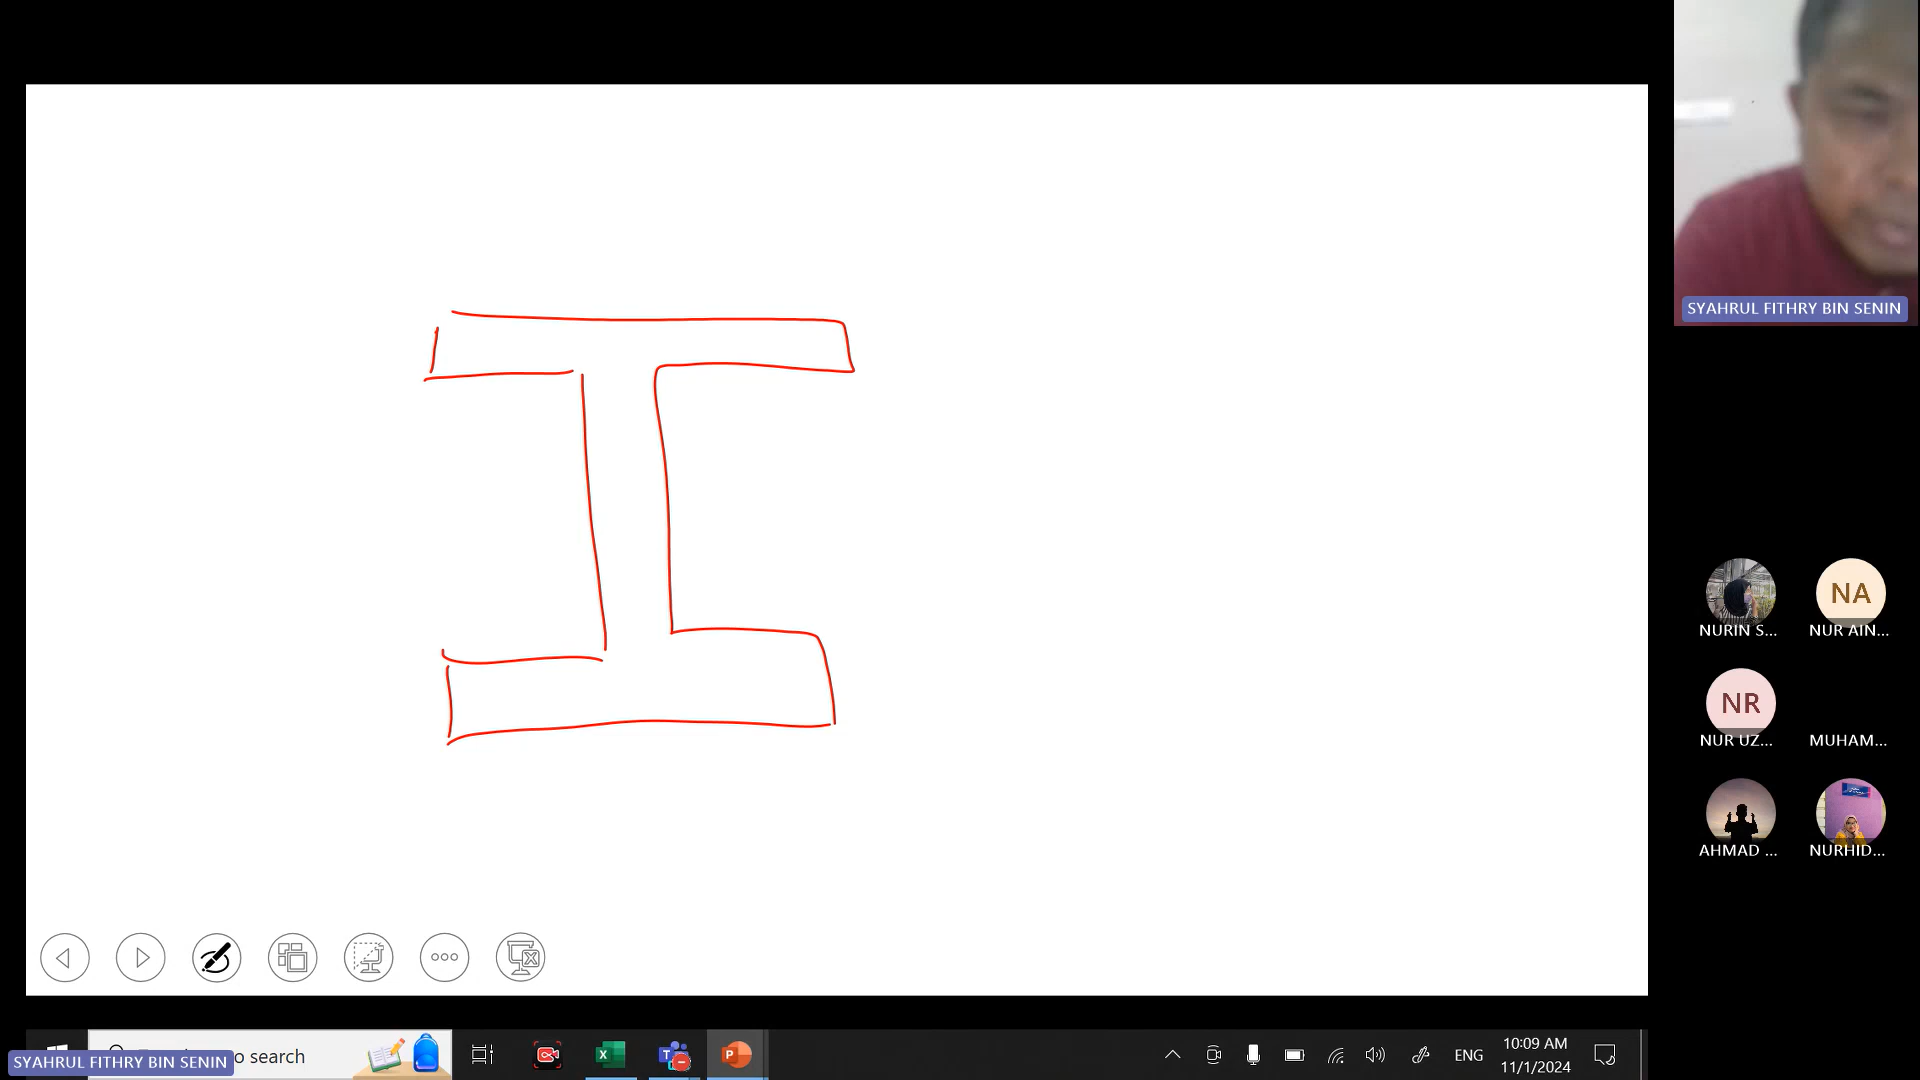 SYAHRUL FITHRY BIN SENIN
NURIN S...
NA
NUR AIN...
NR
NUR UZ...
MUHAM...
AHMAD ...
NURHID...
o search
SYAHRUL FITHRY BIN SENIN
ENG
10:09 AM
11/1/2024